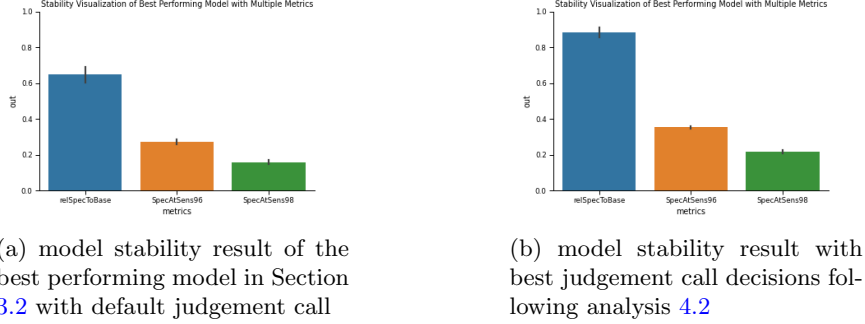 Stability Visualization of Best Performing Model with Multiple Metrics
1.0
0.8
0.6
0.4
0.2
0.0
out
relSpecToBase SpecAtSens96 SpecAtSens98
metrics
(a) model stability result of the
best performing model in Section
3.2 with default judgement call
Stability Visualization of Best Performing Model with Multiple Metrics
1.0
0.8
0.6
0.4
0.2
0.0
out
relSpecToBase SpecAtSens96 SpecAtSens98
metrics
(b) model stability result with
best judgement call decisions fol-
lowing analysis 4.2